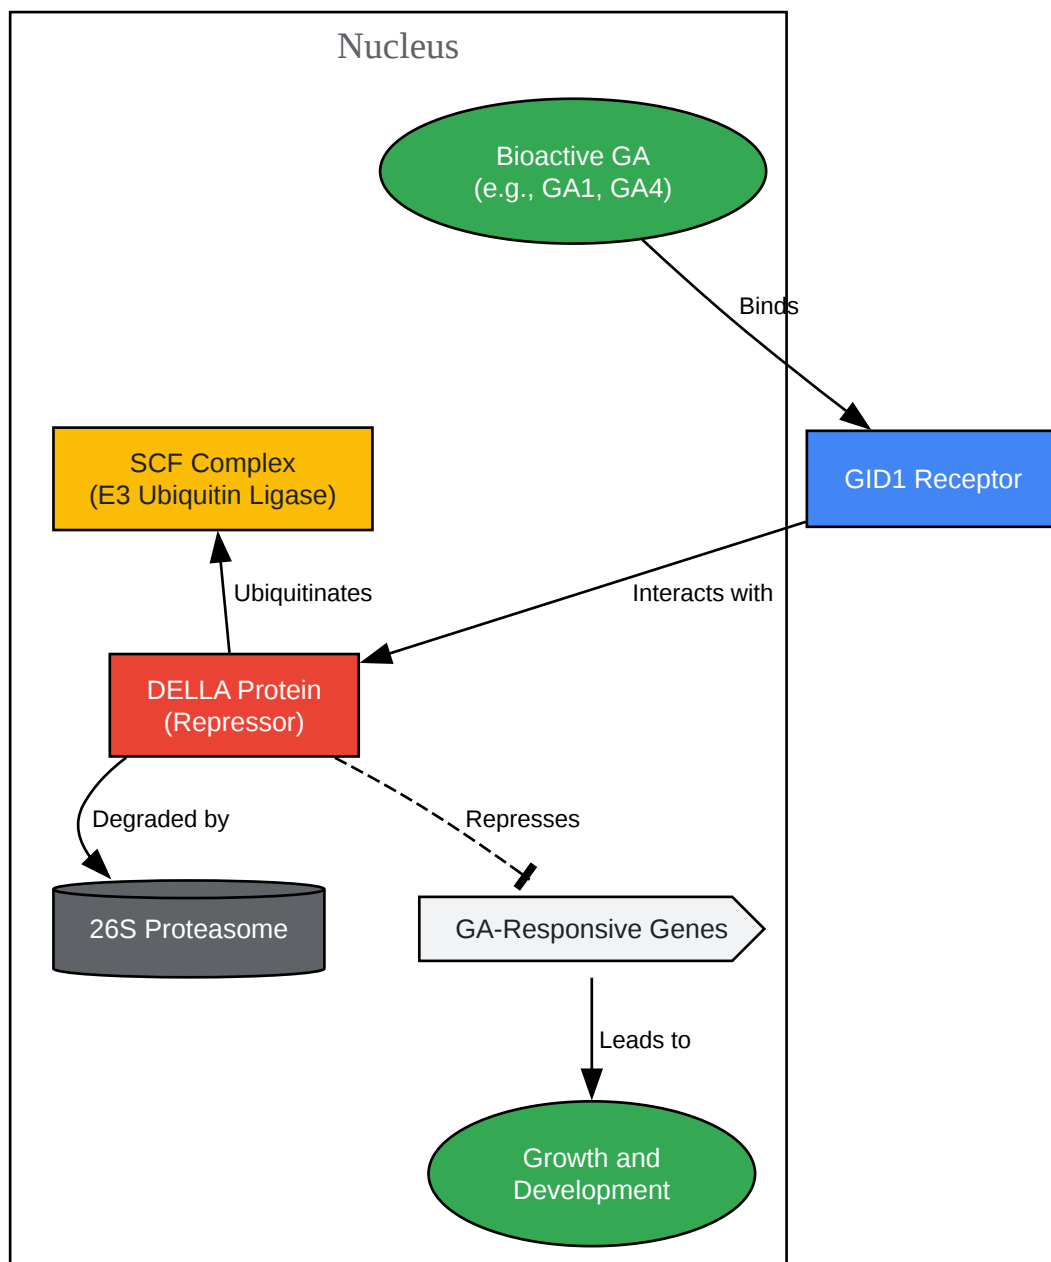 Nucleus
Bioactive GA
(e.g., GA1, GA4)
Binds
SCF Complex
(E3 Ubiquitin Ligase)
GID1 Receptor
Ubiquitinates
Interacts with
DELLA Protein
(Repressor)
Degraded by
Represses
26S Proteasome
GA-Responsive Genes
Leads to
Growth and
Development